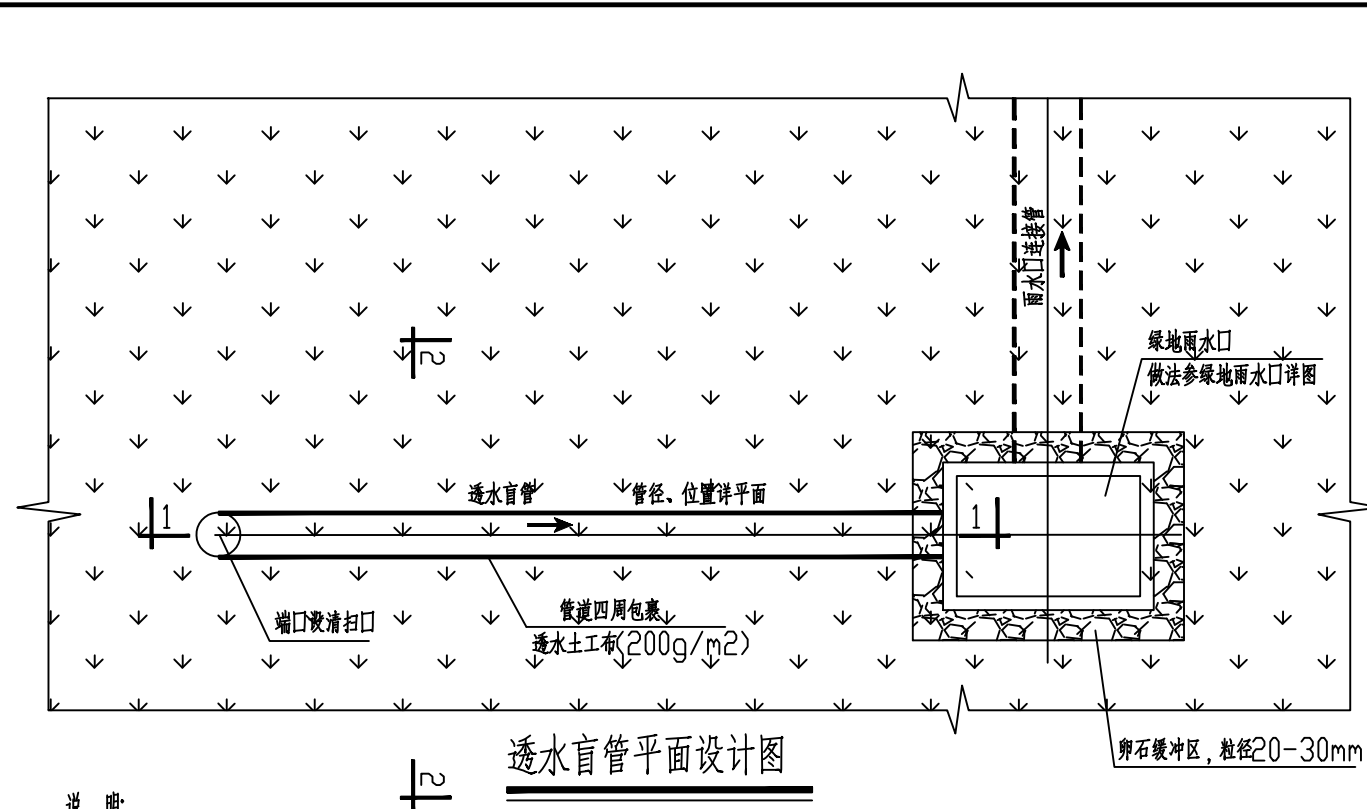 雨水口连接管
绿地雨水口
做法参绿地雨水口详图
2
透水盲管
管径、位置详平面
1
1
端口设清扫口
管道四周包裹
透水土工布(200g/m2)
卵石缓冲区，粒径20-30mm
透水盲管平面设计图
2
说 明: